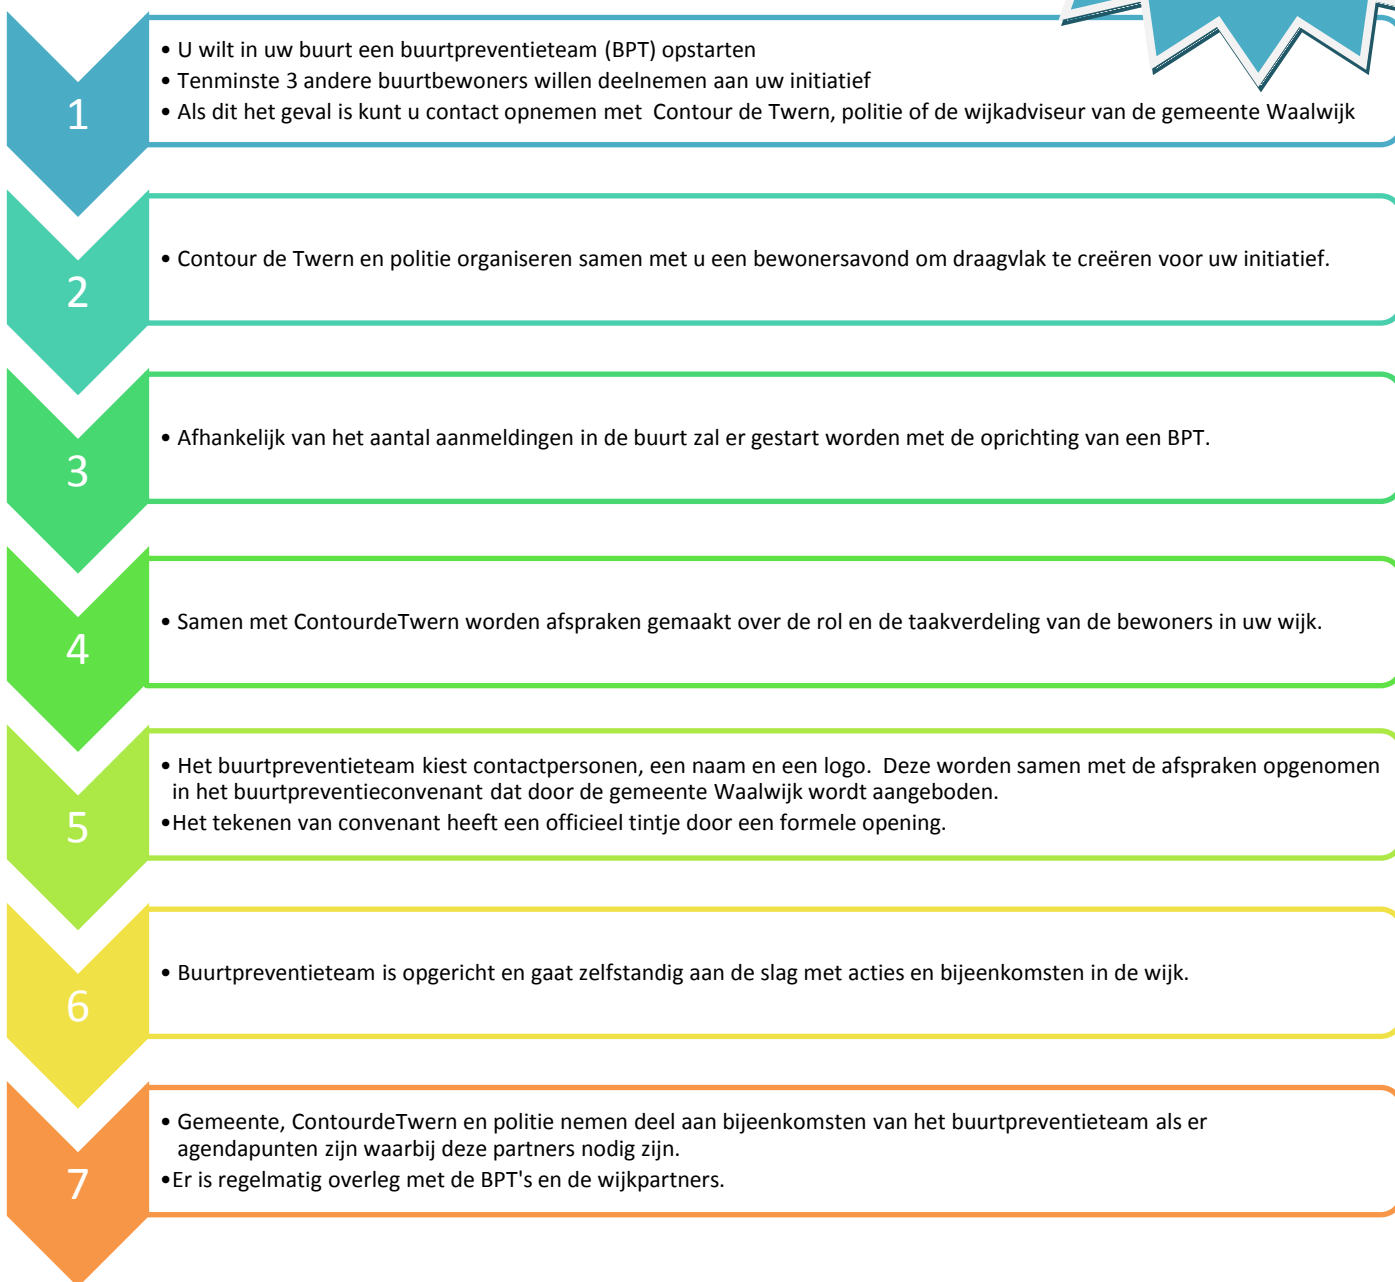 1
• U wilt in uw buurt een buurtpreventieteam (BPT) opstarten
• Tenminste 3 andere buurtbewoners willen deelnemen aan uw initiatief
• Als dit het geval is kunt u contact opnemen met  Contour de Twern, politie of de wijkadviseur van de gemeente Waalwijk
2
• Contour de Twern en politie organiseren samen met u een bewonersavond om draagvlak te creëren voor uw initiatief.
3
• Afhankelijk van het aantal aanmeldingen in de buurt zal er gestart worden met de oprichting van een BPT.
4
• Samen met ContourdeTwern worden afspraken gemaakt over de rol en de taakverdeling van de bewoners in uw wijk.
5
• Het buurtpreventieteam kiest contactpersonen, een naam en een logo.  Deze worden samen met de afspraken opgenomen
in het buurtpreventieconvenant dat door de gemeente Waalwijk wordt aangeboden.
•Het tekenen van convenant heeft een officieel tintje door een formele opening.
6
• Buurtpreventieteam is opgericht en gaat zelfstandig aan de slag met acties en bijeenkomsten in de wijk.
7
• Gemeente, ContourdeTwern en politie nemen deel aan bijeenkomsten van het buurtpreventieteam als er
agendapunten zijn waarbij deze partners nodig zijn.
•Er is regelmatig overleg met de BPT's en de wijkpartners.